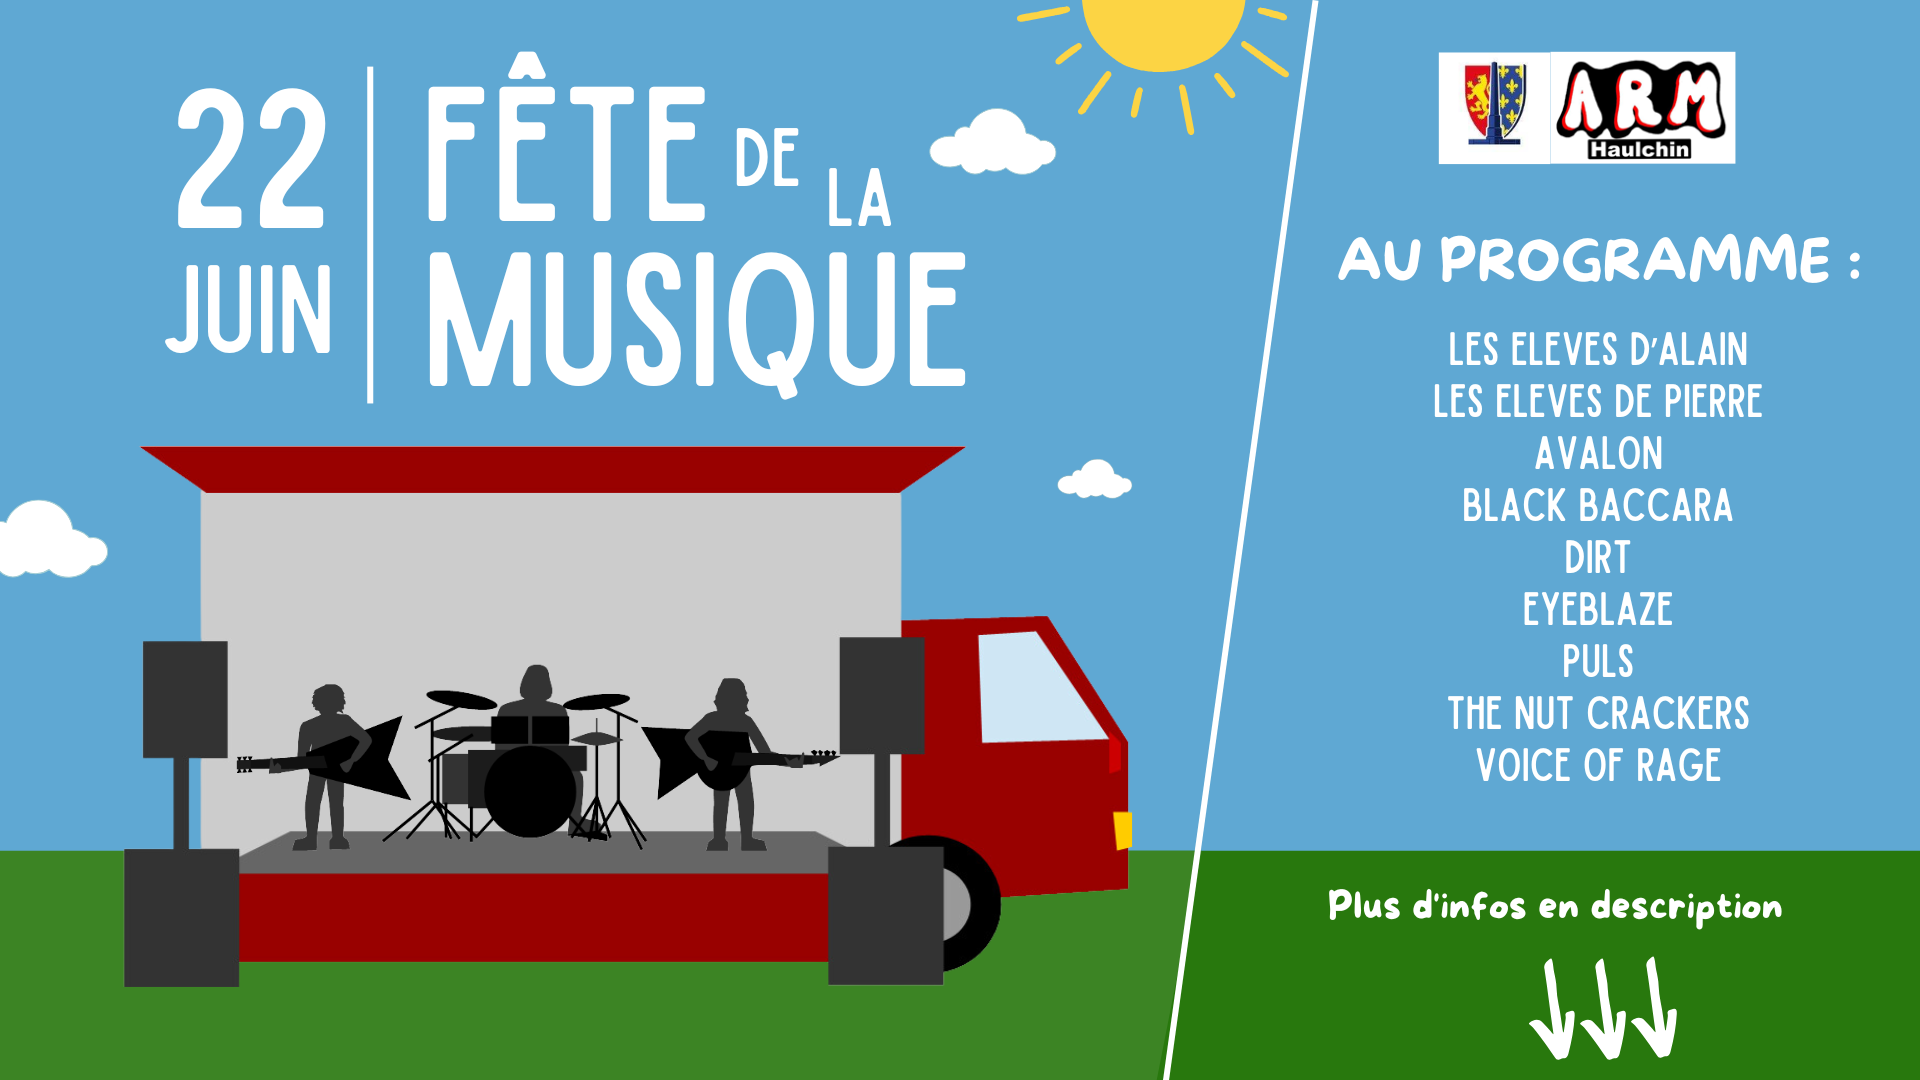 22
JUIN
FÊTE DE LA
MUSIQUE
ARM
Haulchin
AU PROGRAMME :
LES ELEVES D'ALAIN
LES ELEVES DE PIERRE
AVALON
BLACK BACCARA
DIRT
EYEBLAZE
PULS
THE NUT CRACKERS
VOICE OF RAGE
Plus d'infos en description